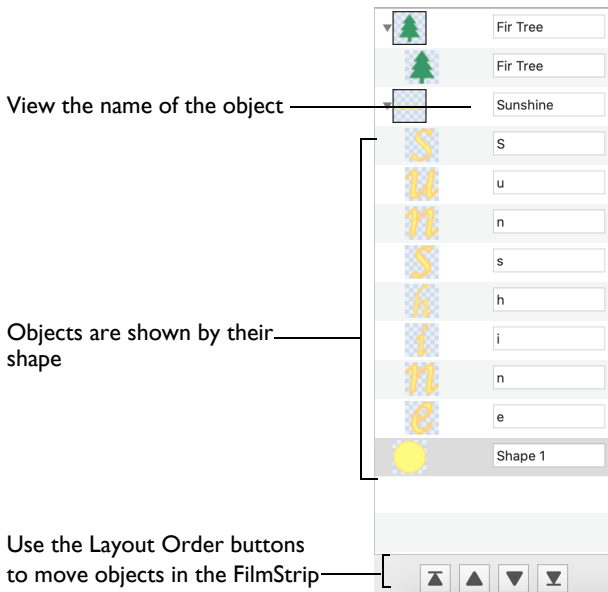 Fir Tree
Fir Tree
View the name of the object
Sunshine
S
S
u
u
n
n
s
s
h
h
Objects are shown by their
shape
i
i
n
n
e
e
Shape 1
Use the Layout Order buttons
to move objects in the FilmStrip